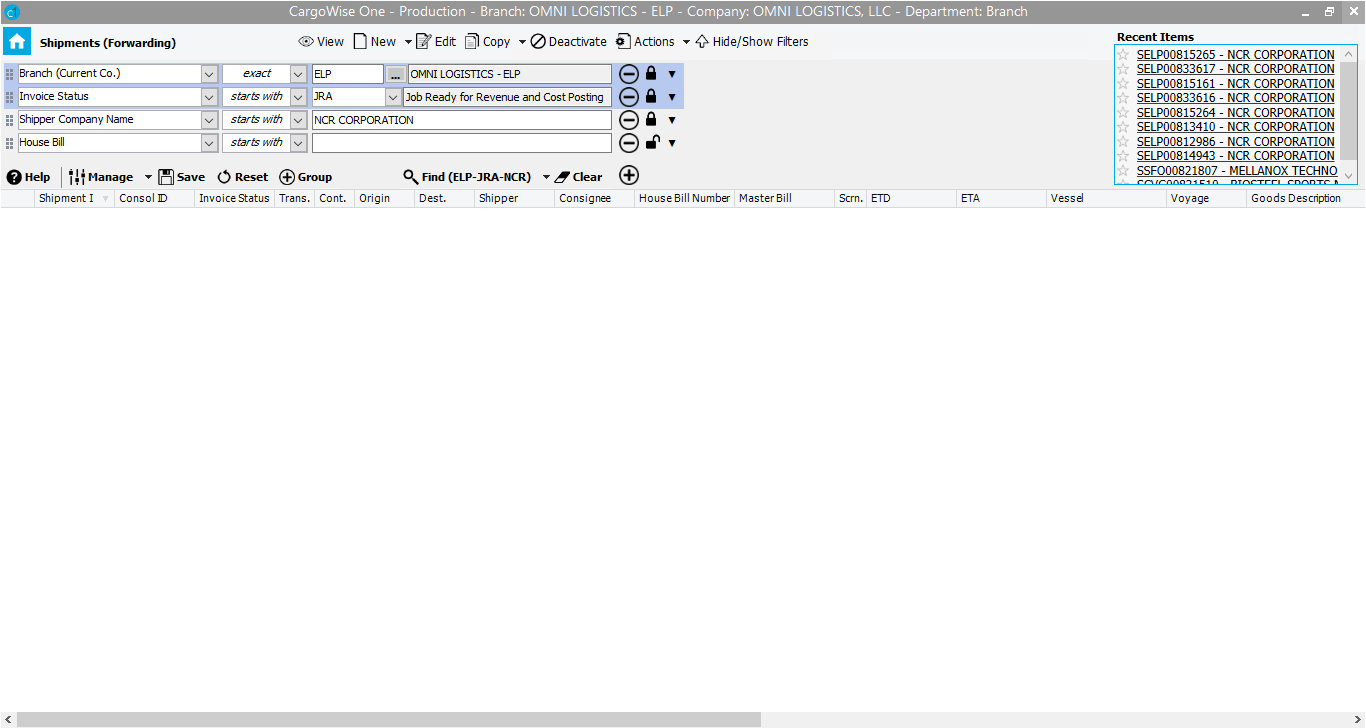 CargoWise One - Production - Branch: OMNI LOGISTICS - ELP - Company: OMNI LOGISTICS, LLC - Department: Branch
Shipments (Forwarding)
View New Edit Copy Deactivate Actions Hide/Show Filters
Branch (Current Co.) exact ELP ... OMNI LOGISTICS - ELP
Invoice Status starts with JRA Job Ready for Revenue and Cost Posting
Shipper Company Name starts with NCR CORPORATION
House Bill starts with
Help Manage Save Reset Group Find (ELP-JRA-NCR) Clear
Recent Items
SELP00815265 - NCR CORPORATION
SELP00833617 - NCR CORPORATION
SELP00815161 - NCR CORPORATION
SELP00833616 - NCR CORPORATION
SELP00815264 - NCR CORPORATION
SELP00813410 - NCR CORPORATION
SELP00812986 - NCR CORPORATION
SELP00814943 - NCR CORPORATION
SSFO00821807 - MELLANOX TECHNO
Shipment I Consol ID Invoice Status Trans. Cont. Origin Dest. Shipper Consignee House Bill Number Master Bill Scrn. ETD ETA Vessel Voyage Goods Description